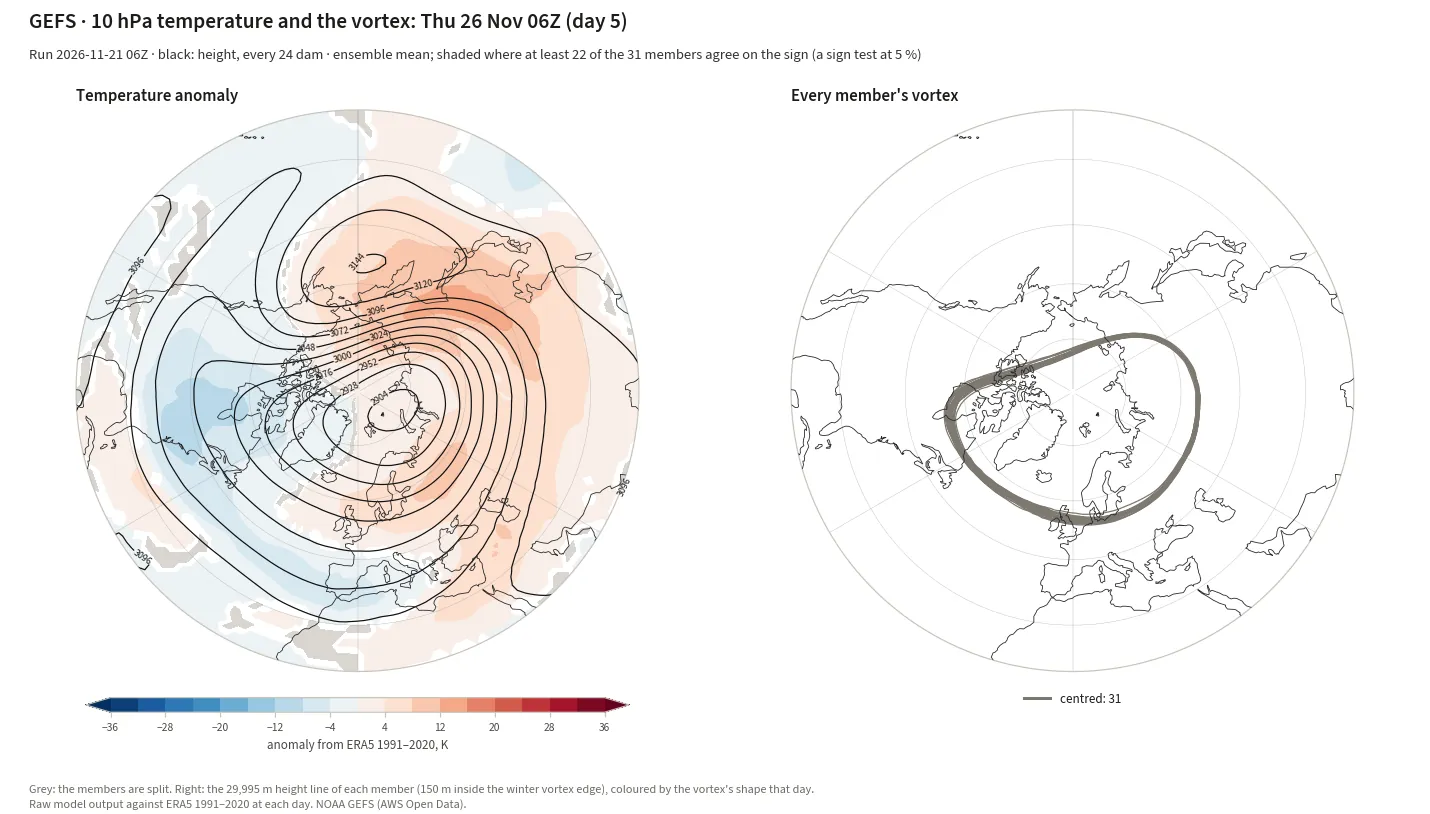 GEFS · 10 hPa temperature and the vortex: Thu 26 Nov 06Z (day 5)
Run 2026-11-21 06Z · black: height, every 24 dam · ensemble mean; shaded where at least 22 of the 31 members agree on the sign (a sign test at 5 %)
Temperature anomaly
Every member's vortex
3144
3096
3120
3096
3072
3024
3048
3000
2952
2928
2904
3096
3096
centred: 31
−36 −28 −20 −12 −4 4 12 20 28 36
anomaly from ERA5 1991–2020, K
Grey: the members are split. Right: the 29,995 m height line of each member (150 m inside the winter vortex edge), coloured by the vortex's shape that day.
Raw model output against ERA5 1991–2020 at each day. NOAA GEFS (AWS Open Data).